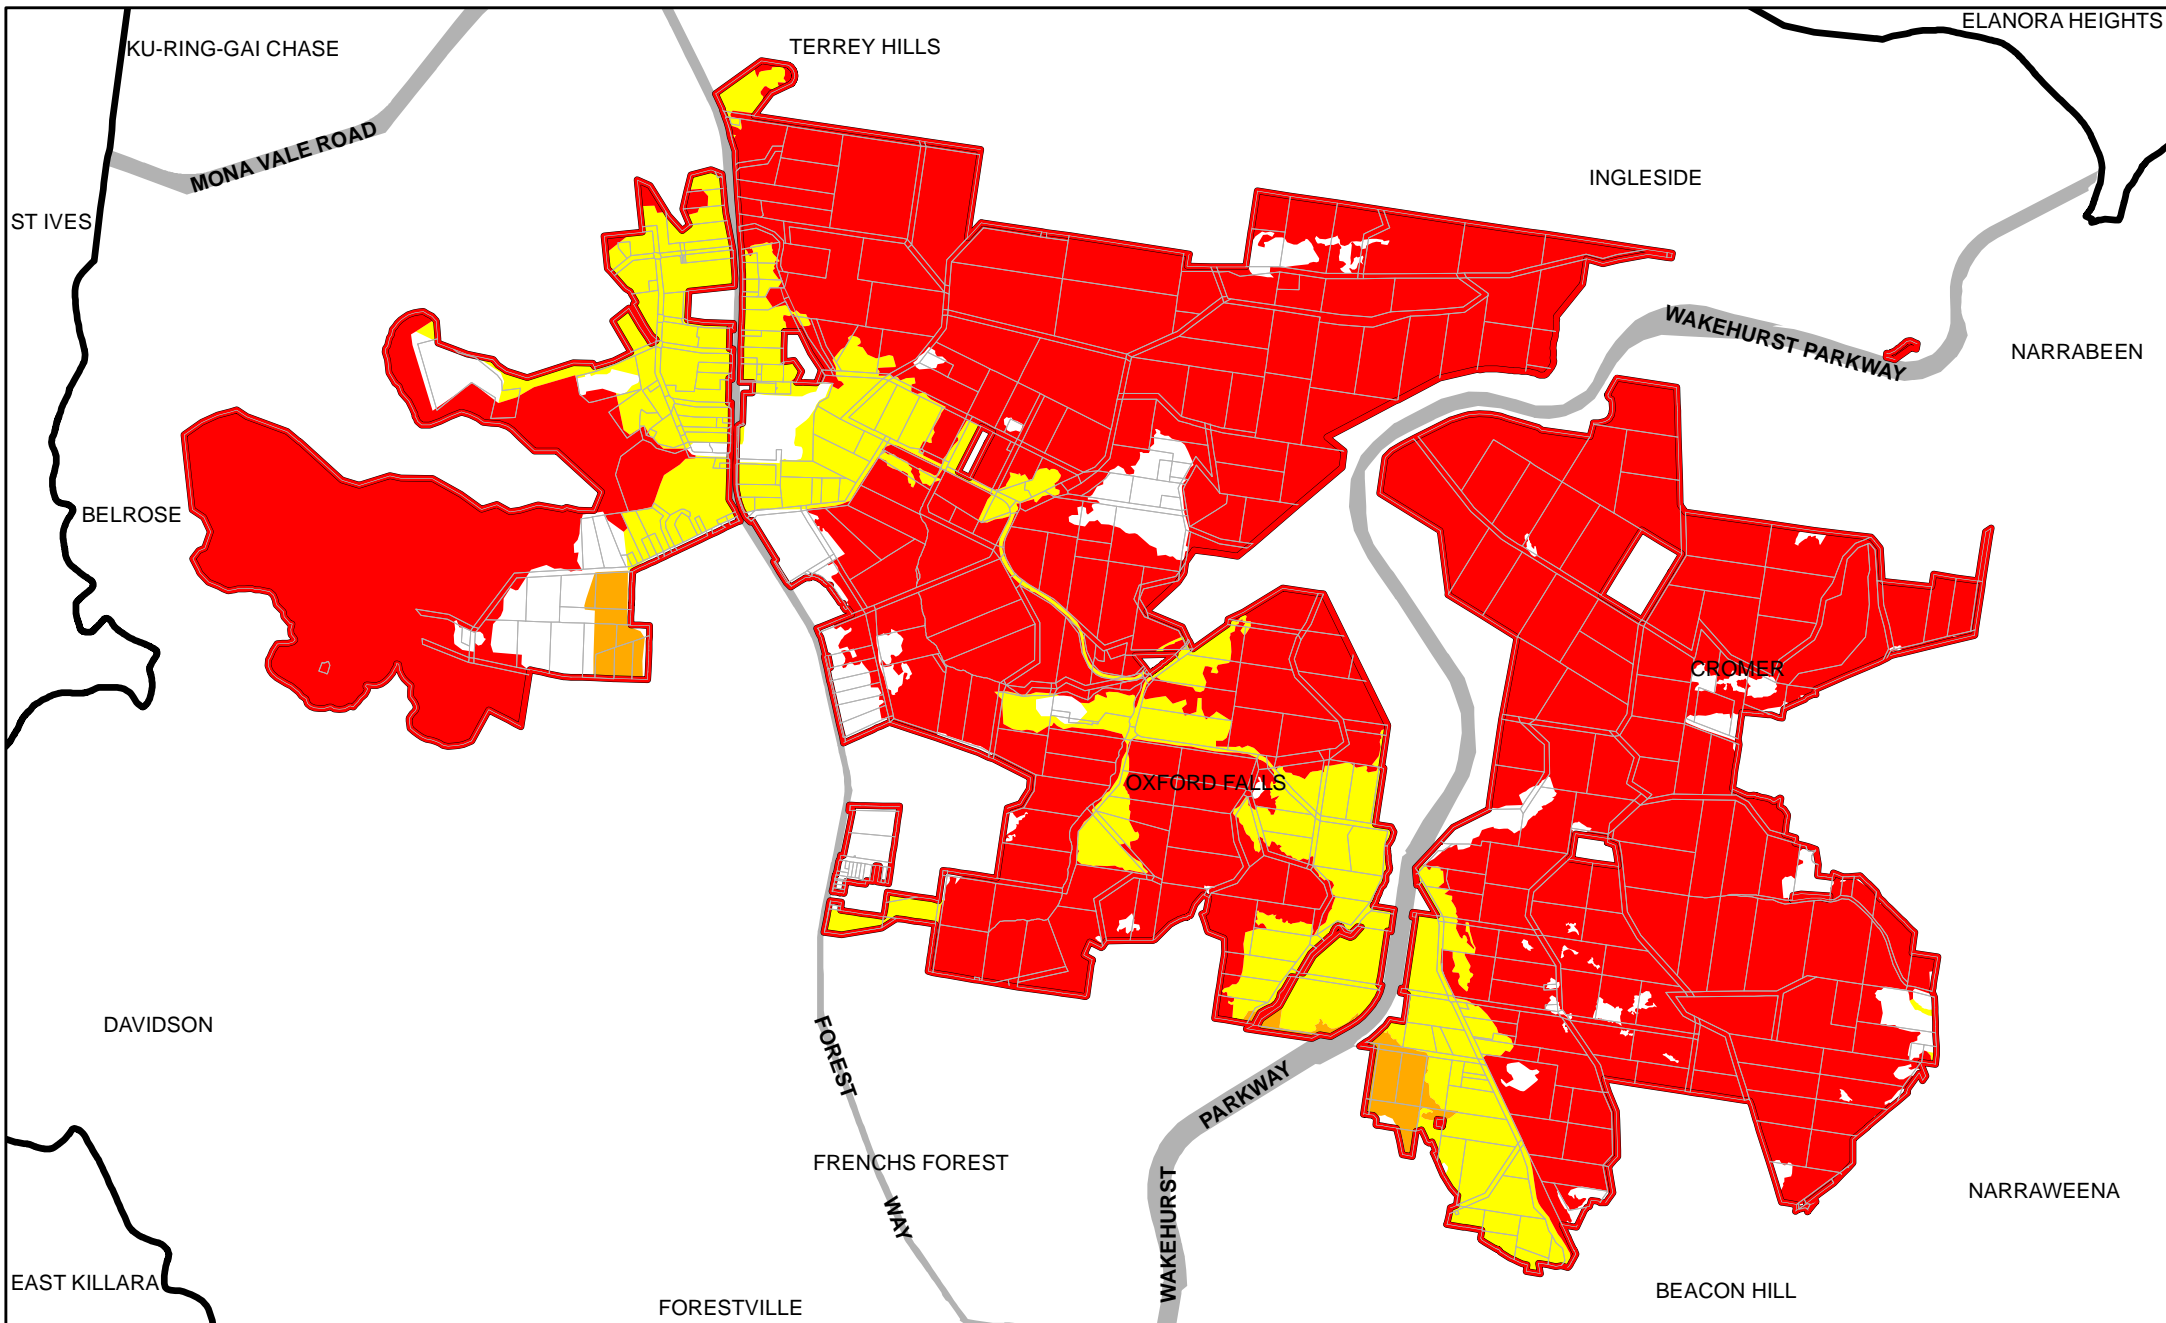 ELANORA HEIGHTS
KU-RING-GAI CHASE
TERREY HILLS
MONA VALE ROAD
INGLESIDE
ST IVES
WAKEHURST PARKWAY
NARRABEEN
BELROSE
CROMER
OXFORD FALLS
DAVIDSON
FOREST
PARKWAY
FRENCHS FOREST
WAY
WAKEHURST
NARRAWEENA
EAST KILLARA
BEACON HILL
FORESTVILLE